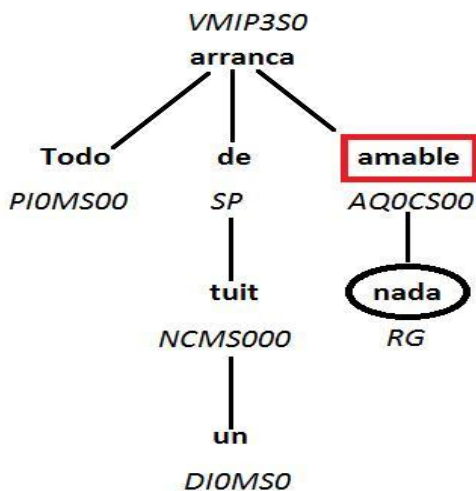 VMIP3S0
arranca
Todo de amable
PI0MS00 SP AQ0CS00
tuit nada
NCMS000 RG
un
DI0MS0